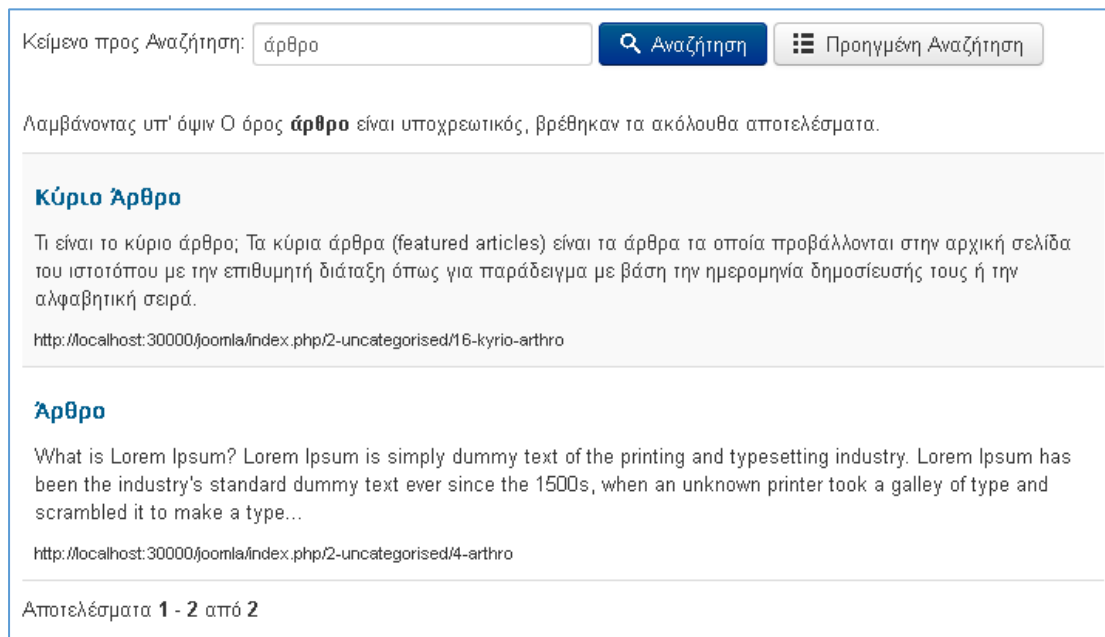 Κείμενο προς Αναζήτηση: άρθρο Αναζήτηση Προηγμένη Αναζήτηση
Λαμβάνοντας υπ' όψιν Ο όρος άρθρο είναι υποχρεωτικός, βρέθηκαν τα ακόλουθα αποτελέσματα.
Κύριο Άρθρο
Τι είναι το κύριο άρθρο; Τα κύρια άρθρα (featured articles) είναι τα άρθρα τα οποία προβάλλονται στην αρχική σελίδα
του ιστοτόπου με την επιθυμητή διάταξη όπως για παράδειγμα με βάση την ημερομηνία δημοσίευσής τους ή την
αλφαβητική σειρά.
http://localhost:30000/joomla/index.php/2-uncategorised/16-kyrio-arthro
Άρθρο
What is Lorem Ipsum? Lorem Ipsum is simply dummy text of the printing and typesetting industry. Lorem Ipsum has
been the industry's standard dummy text ever since the 1500s, when an unknown printer took a galley of type and
scrambled it to make a type...
http://localhost:30000/joomla/index.php/2-uncategorised/4-arthro
Αποτελέσματα 1 - 2 από 2